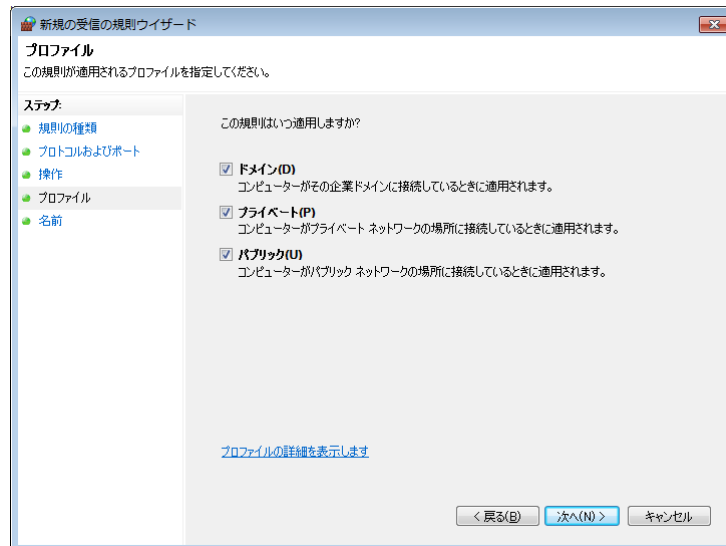 新規の受信の規則ウィザード
プロファイル
この規則が適用されるプロファイルを指定してください。
ステップ:
規則の種類
プロトコルおよびポート
操作
プロファイル
名前
この規則はいつ適用しますか?
ドメイン(D)
コンピューターがその企業ドメインに接続しているときに適用されます。
プライベート(P)
コンピューターがプライベート ネットワークの場所に接続しているときに適用されます。
パブリック(U)
コンピューターがパブリック ネットワークの場所に接続しているときに適用されます。
プロファイルの詳細を表示します
< 戻る(B) 次へ(N) > キャンセル